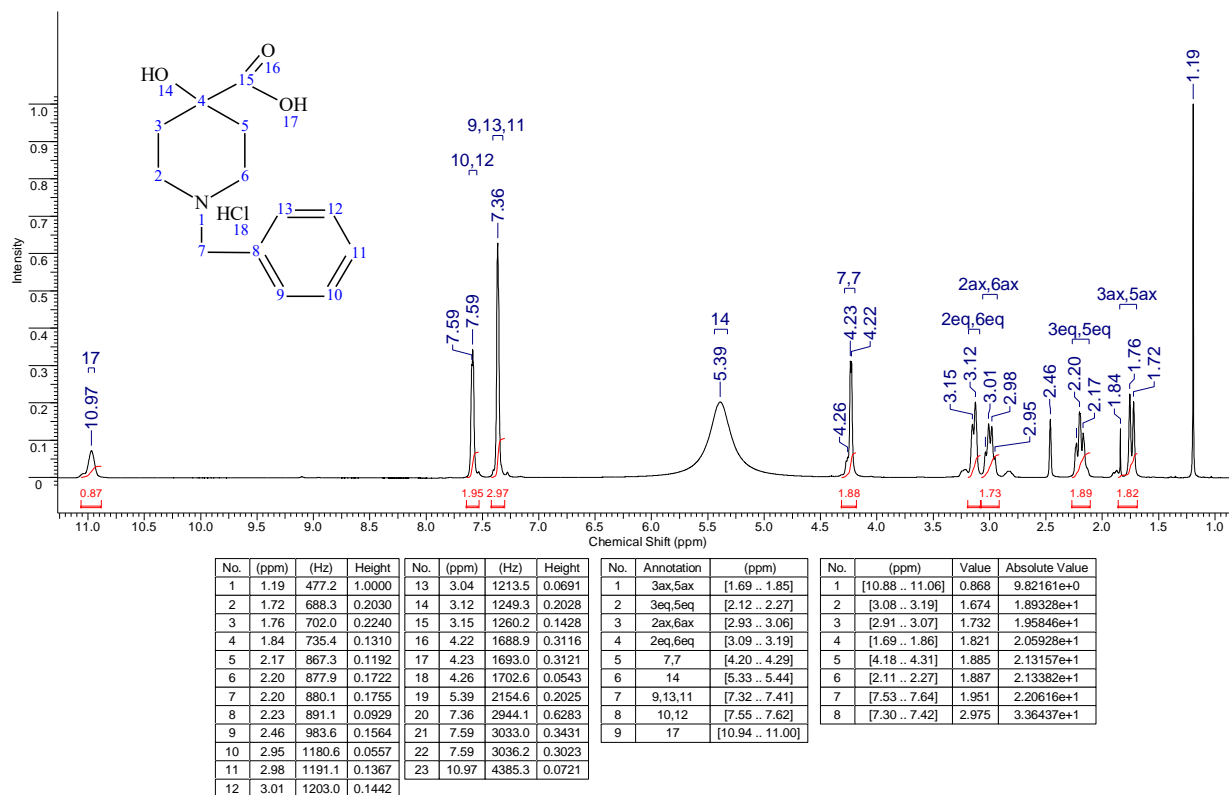 1.19
HO
14
O
16
15
4
OH
17
3
5
2
6
N
1
HCl
18
7
8
13
12
11
10
9
9,13,11
10,12
7.36
7.59
7.59
17
10.97
14
5.39
7,7
4.26
4.23
4.22
2ax,6ax
2eq,6eq
3.15
3.12
3.01
2.98
2.95
2.46
3ax,5ax
3eq,5eq
2.20
2.17
1.84
1.76
1.72
1.0
0.9
0.8
0.7
0.6
0.5
0.4
0.3
0.2
0.1
0
Intensity
0.87 1.95 2.97 1.88 1.73 1.89 1.82
11.0 10.5 10.0 9.5 9.0 8.5 8.0 7.5 7.0 6.5 6.0 5.5 5.0 4.5 4.0 3.5 3.0 2.5 2.0 1.5 1.0
Chemical Shift (ppm)
No. (ppm) (Hz) Height
1 1.19 477.2 1.0000
2 1.72 688.3 0.2030
3 1.76 702.0 0.2240
4 1.84 735.4 0.1310
5 2.17 867.3 0.1192
6 2.20 877.9 0.1722
7 2.20 880.1 0.1755
8 2.23 891.1 0.0929
9 2.46 983.6 0.1564
10 2.95 1180.6 0.0557
11 2.98 1191.1 0.1367
12 3.01 1203.0 0.1442
No. (ppm) (Hz) Height
13 3.04 1213.5 0.0691
14 3.12 1249.3 0.2028
15 3.15 1260.2 0.1428
16 4.22 1688.9 0.3116
17 4.23 1693.0 0.3121
18 4.26 1702.6 0.0543
19 5.39 2154.6 0.2025
20 7.36 2944.1 0.6283
21 7.59 3033.0 0.3431
22 7.59 3036.2 0.3023
23 10.97 4385.3 0.0721
No. Annotation (ppm)
1 3ax,5ax [1.69 .. 1.85]
2 3eq,5eq [2.12 .. 2.27]
3 2ax,6ax [2.93 .. 3.06]
4 2eq,6eq [3.09 .. 3.19]
5 7,7 [4.20 .. 4.29]
6 14 [5.33 .. 5.44]
7 9,13,11 [7.32 .. 7.41]
8 10,12 [7.55 .. 7.62]
9 17 [10.94 .. 11.00]
No. (ppm) Value Absolute Value
1 [10.88 .. 11.06] 0.868 9.82161e+0
2 [3.08 .. 3.19] 1.674 1.89328e+1
3 [2.91 .. 3.07] 1.732 1.95846e+1
4 [1.69 .. 1.86] 1.821 2.05928e+1
5 [4.18 .. 4.31] 1.885 2.13157e+1
6 [2.11 .. 2.27] 1.887 2.13382e+1
7 [7.53 .. 7.64] 1.951 2.20616e+1
8 [7.30 .. 7.42] 2.975 3.36437e+1